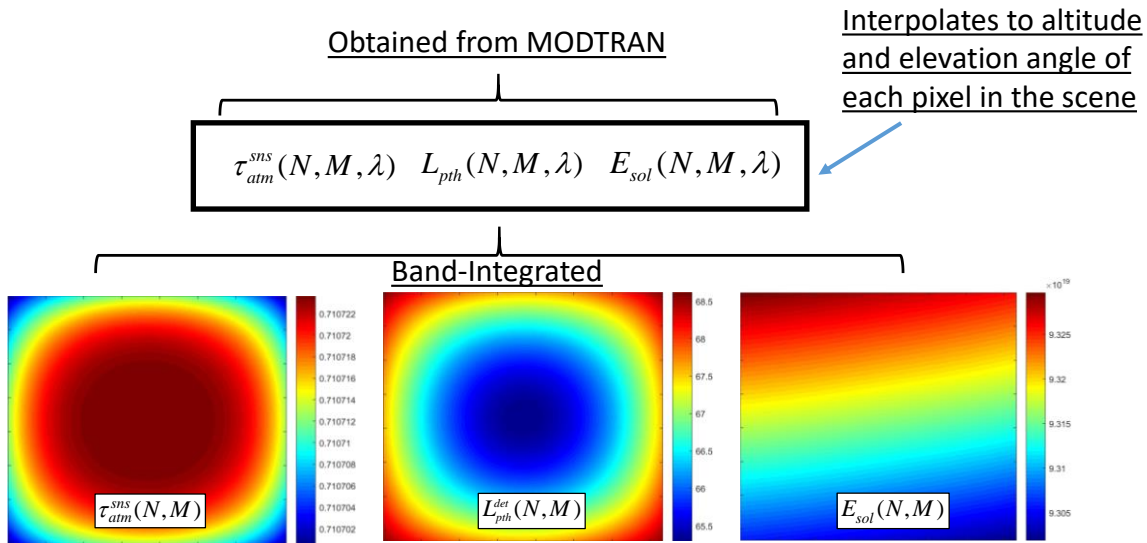 Obtained from MODTRAN
Interpolates to altitude
and elevation angle of
each pixel in the scene
τ_atm^sns(N, M, λ) L_pth(N, M, λ) E_sol(N, M, λ)
Band-Integrated
0.710722
0.71072
0.710718
0.710716
0.710714
0.710712
0.71071
0.710708
0.710706
0.710704
0.710702
τ_atm^sns(N, M)
68.5
68
67.5
67
66.5
66
65.5
L_pth^det(N, M)
×10^19
9.325
9.32
9.315
9.31
9.305
E_sol(N, M)